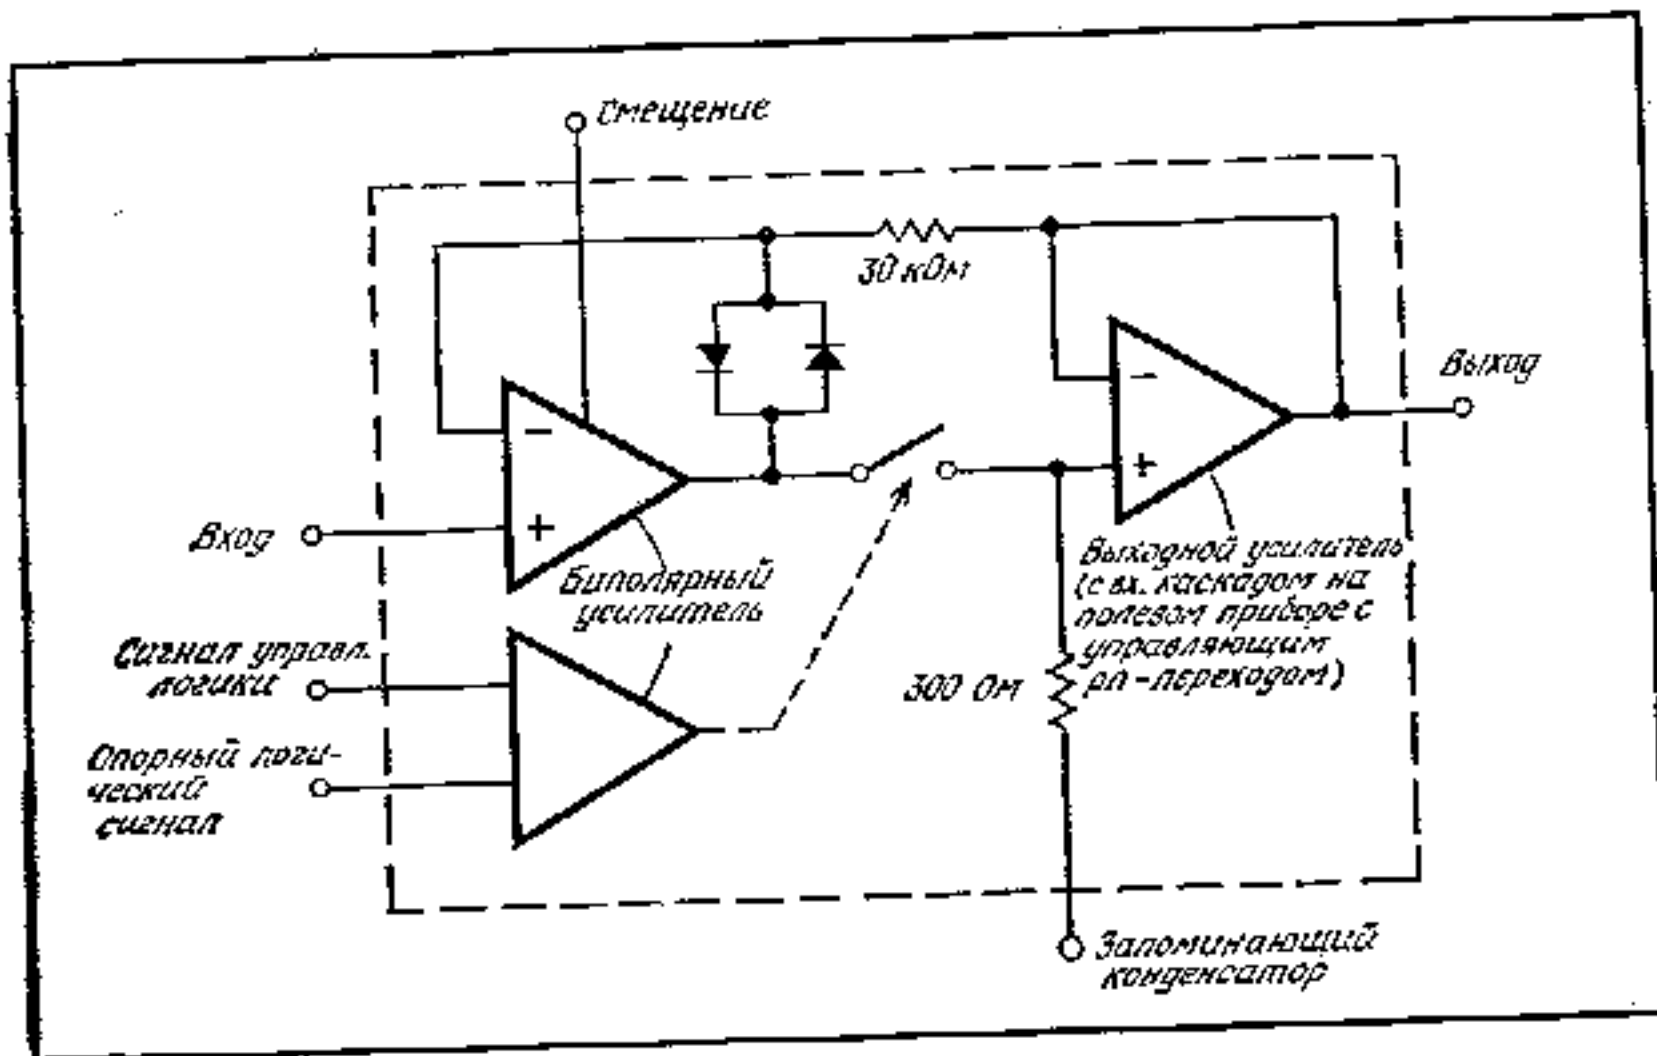 Смещение
30 кОм
Выход
Вход
Биполярный
усилитель
Выходной усилитель
(с вх. каскадом на
полевом приборе с
управляющим
pn-переходом)
Сигнал управл.
логики
300 Ом
Опорный логи-
ческий
сигнал
Запоминающий
конденсатор